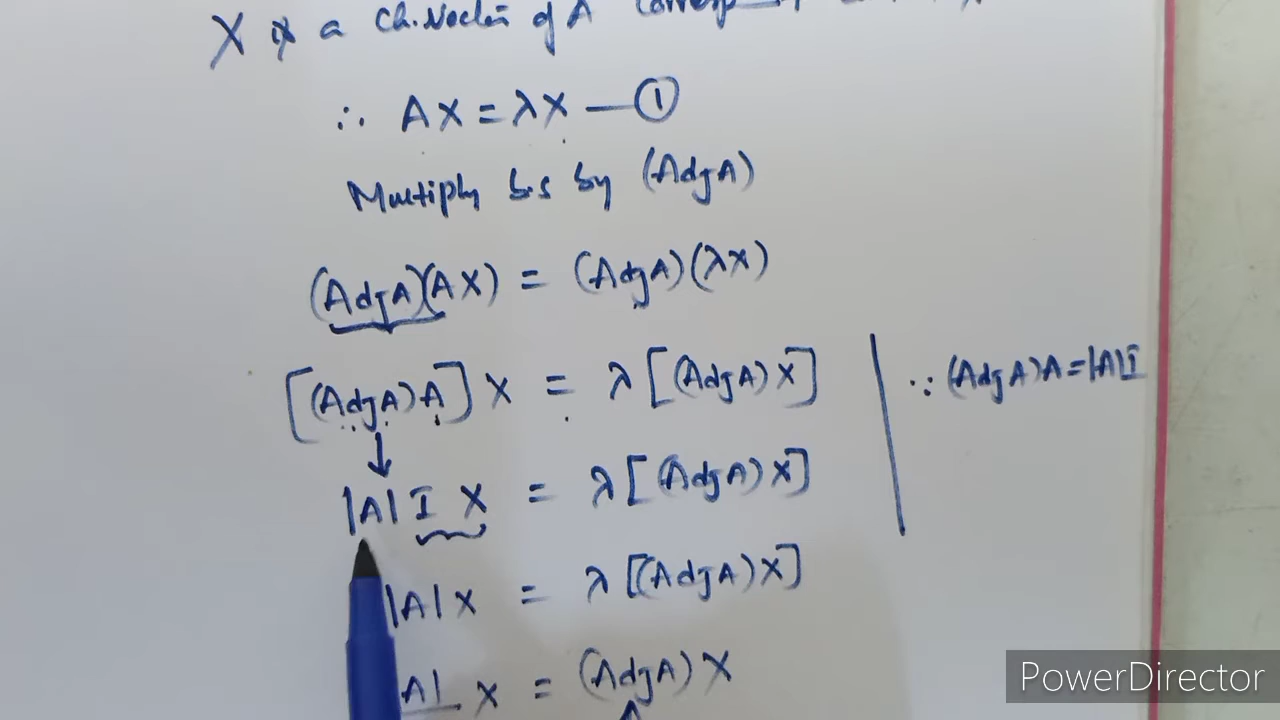 X is a Ch. Vector of A
∴ AX = λX — ①
Multiply b.s by (AdjA)
(AdjA)(AX) = (AdjA)(λX)
[(AdjA)A] X = λ[(AdjA)X] ∵ (AdjA)A = |A|I
|A| I X = λ[(AdjA)X]
|A| X = λ[(AdjA)X]
A| X = (AdjA)X
PowerDirector